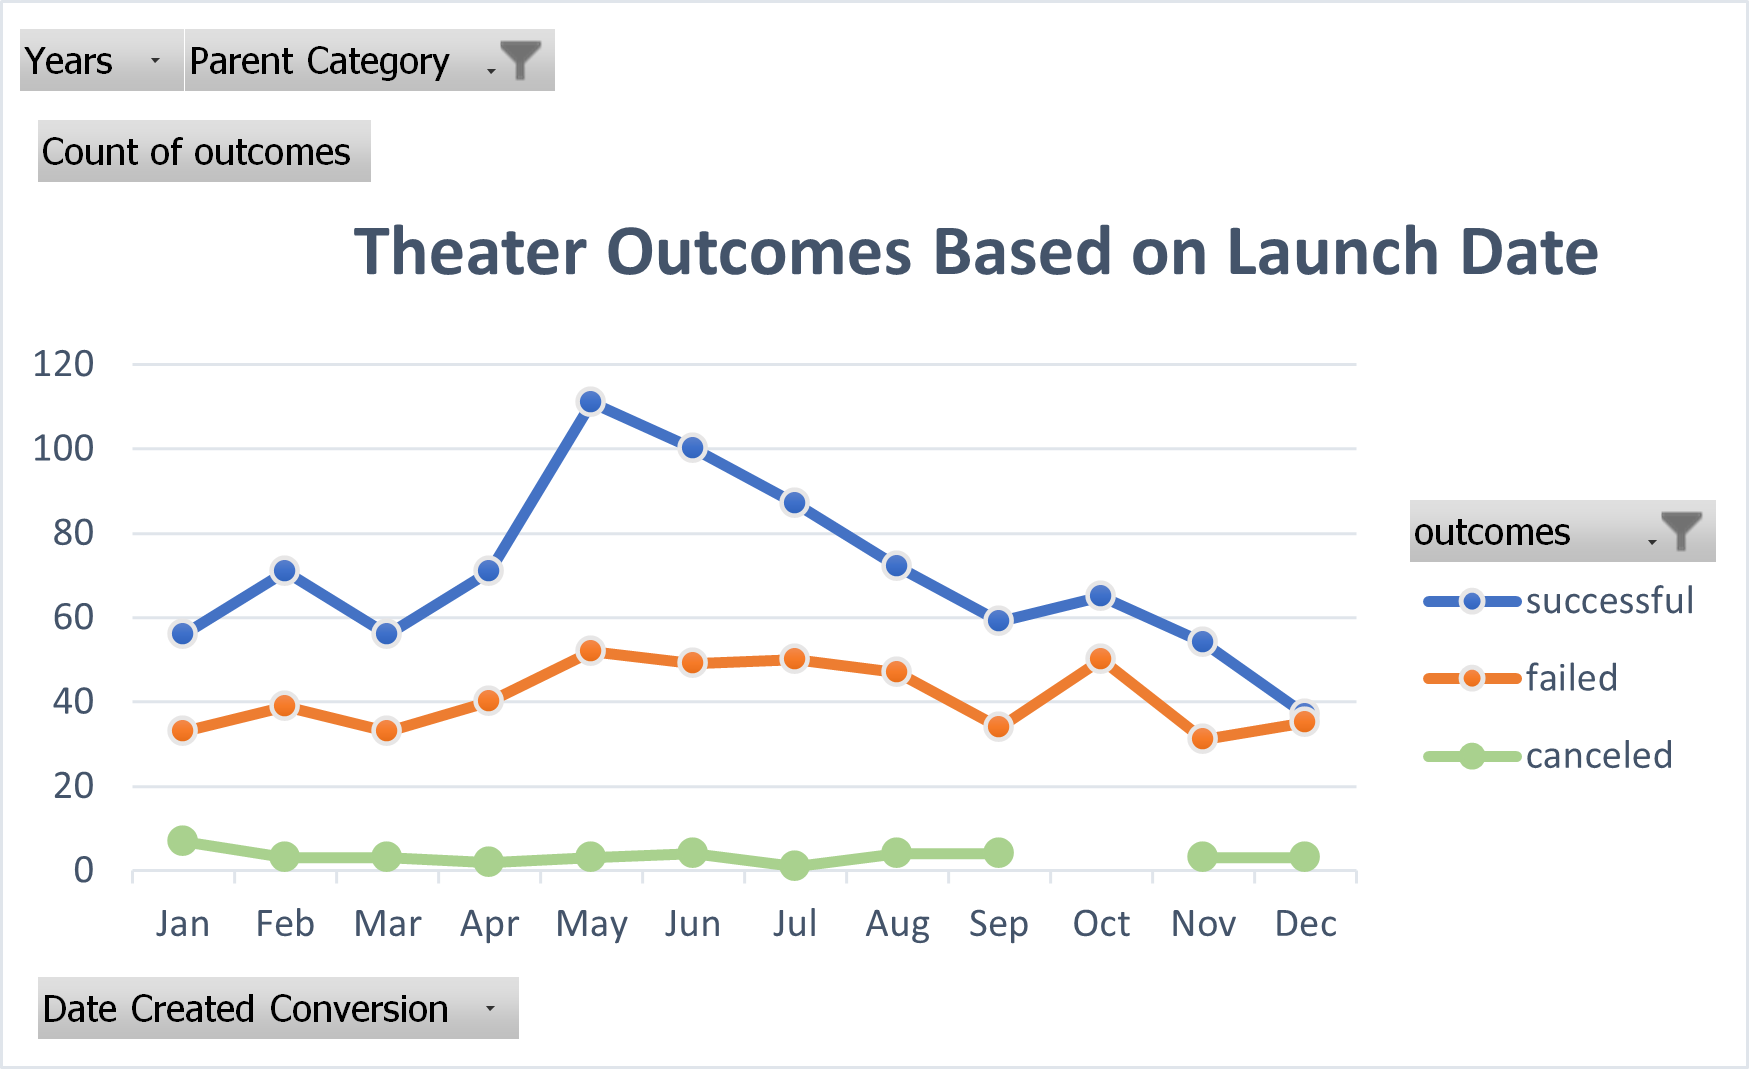 Years Parent Category
Count of outcomes
Theater Outcomes Based on Launch Date
120
100
80
60
40
20
0
Jan Feb Mar Apr May Jun Jul Aug Sep Oct Nov Dec
outcomes
successful
failed
canceled
Date Created Conversion